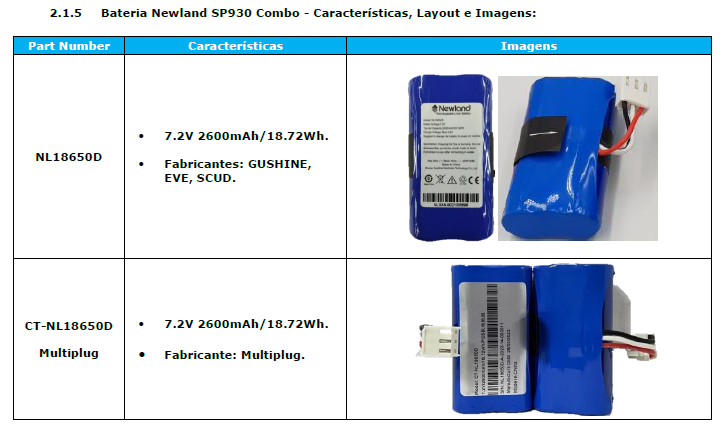 2.1.5 Bateria Newland SP930 Combo - Características, Layout e Imagens:
Part Number
Características
Imagens
NL18650D
• 7.2V 2600mAh/18.72Wh.
• Fabricantes: GUSHINE,
EVE, SCUD.
Newland
CT-NL18650D
Multiplug
• 7.2V 2600mAh/18.72Wh.
• Fabricante: Multiplug.